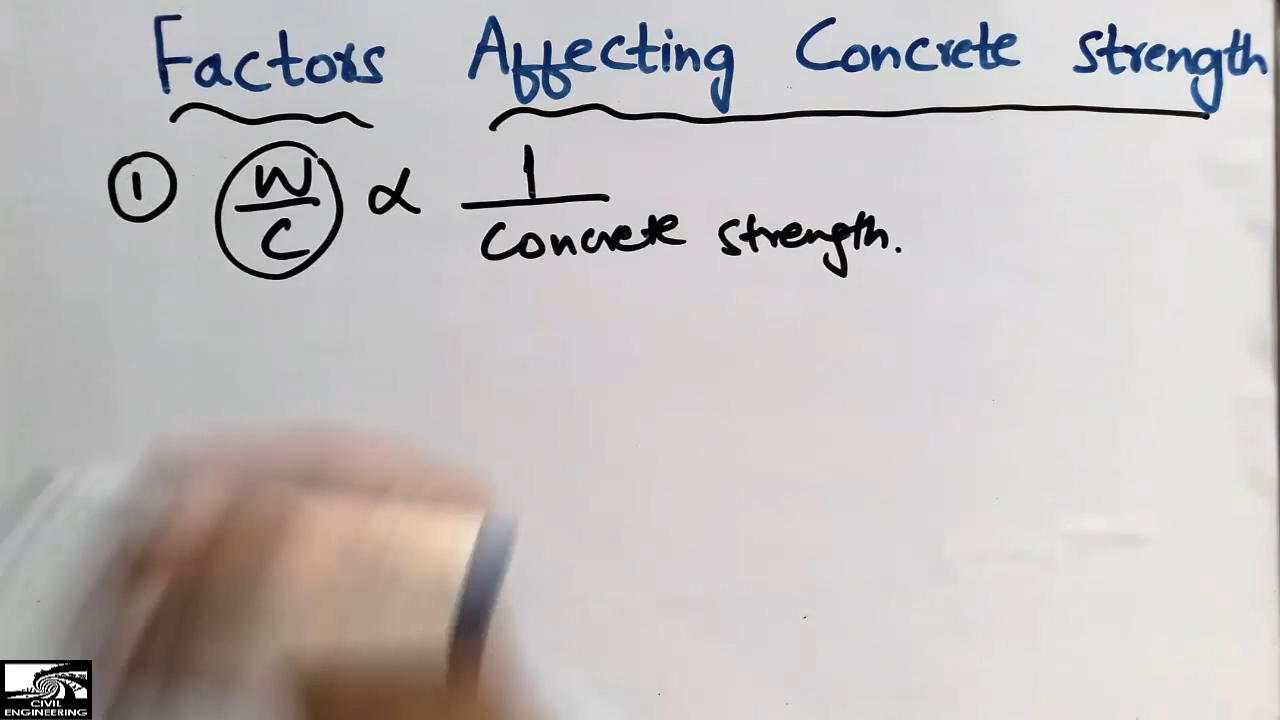 Factors Affecting Concrete strength
① W/C ∝ 1/Concrete strength.
CIVIL
ENGINEERING